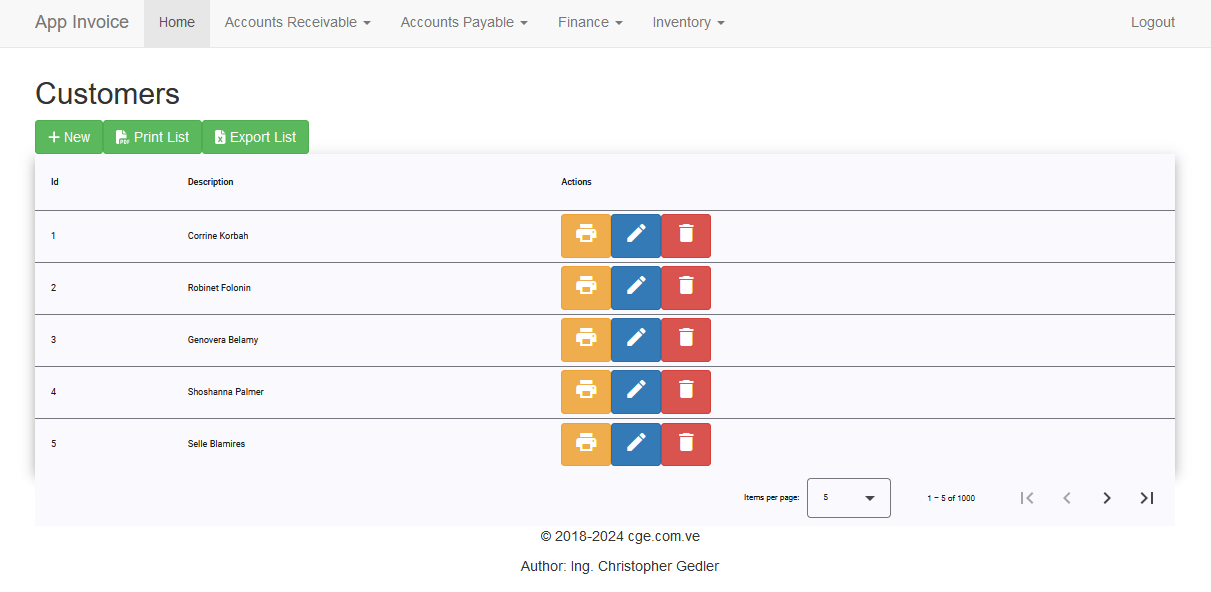 App Invoice Home Accounts Receivable Accounts Payable Finance Inventory Logout
Customers
New Print List Export List
Id Description Actions
1 Corrine Korbah
2 Robinet Folonin
3 Genovera Belamy
4 Shoshanna Palmer
5 Selle Blamires
Items per page: 5 1 – 5 of 1000
© 2018-2024 cge.com.ve
Author: Ing. Christopher Gedler